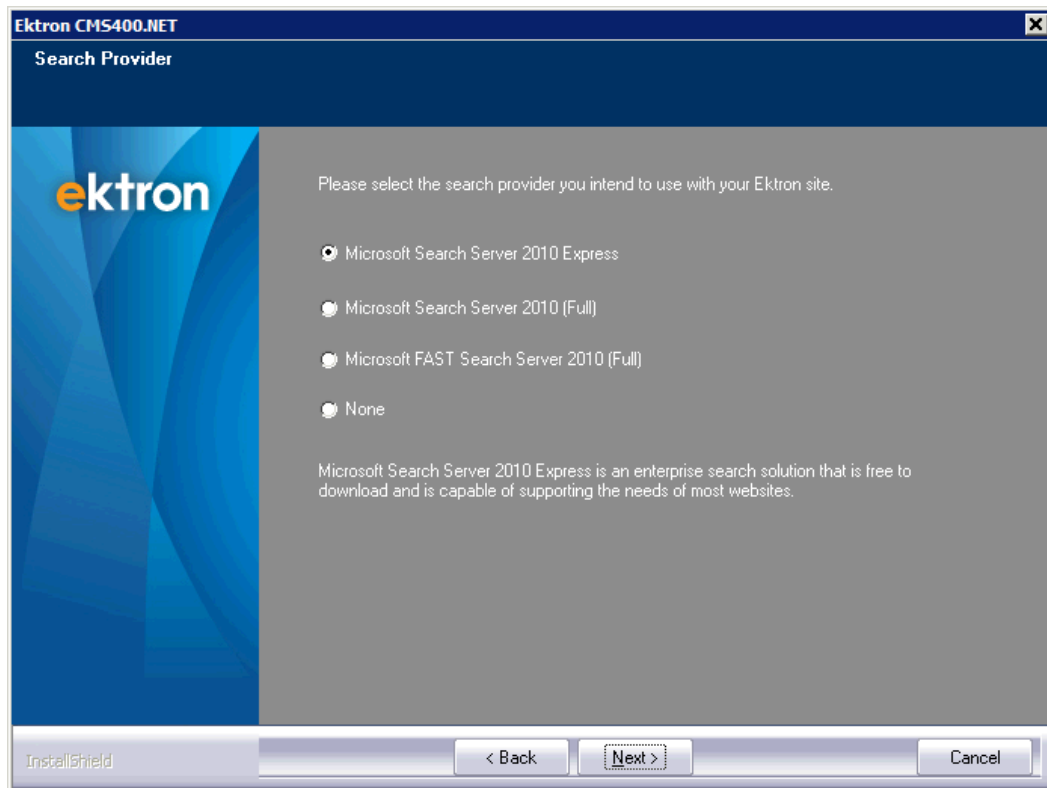 Ektron CMS400.NET
Search Provider
ektron
Please select the search provider you intend to use with your Ektron site.
Microsoft Search Server 2010 Express
Microsoft Search Server 2010 (Full)
Microsoft FAST Search Server 2010 (Full)
None
Microsoft Search Server 2010 Express is an enterprise search solution that is free to
download and is capable of supporting the needs of most websites.
InstallShield
< Back
Next >
Cancel